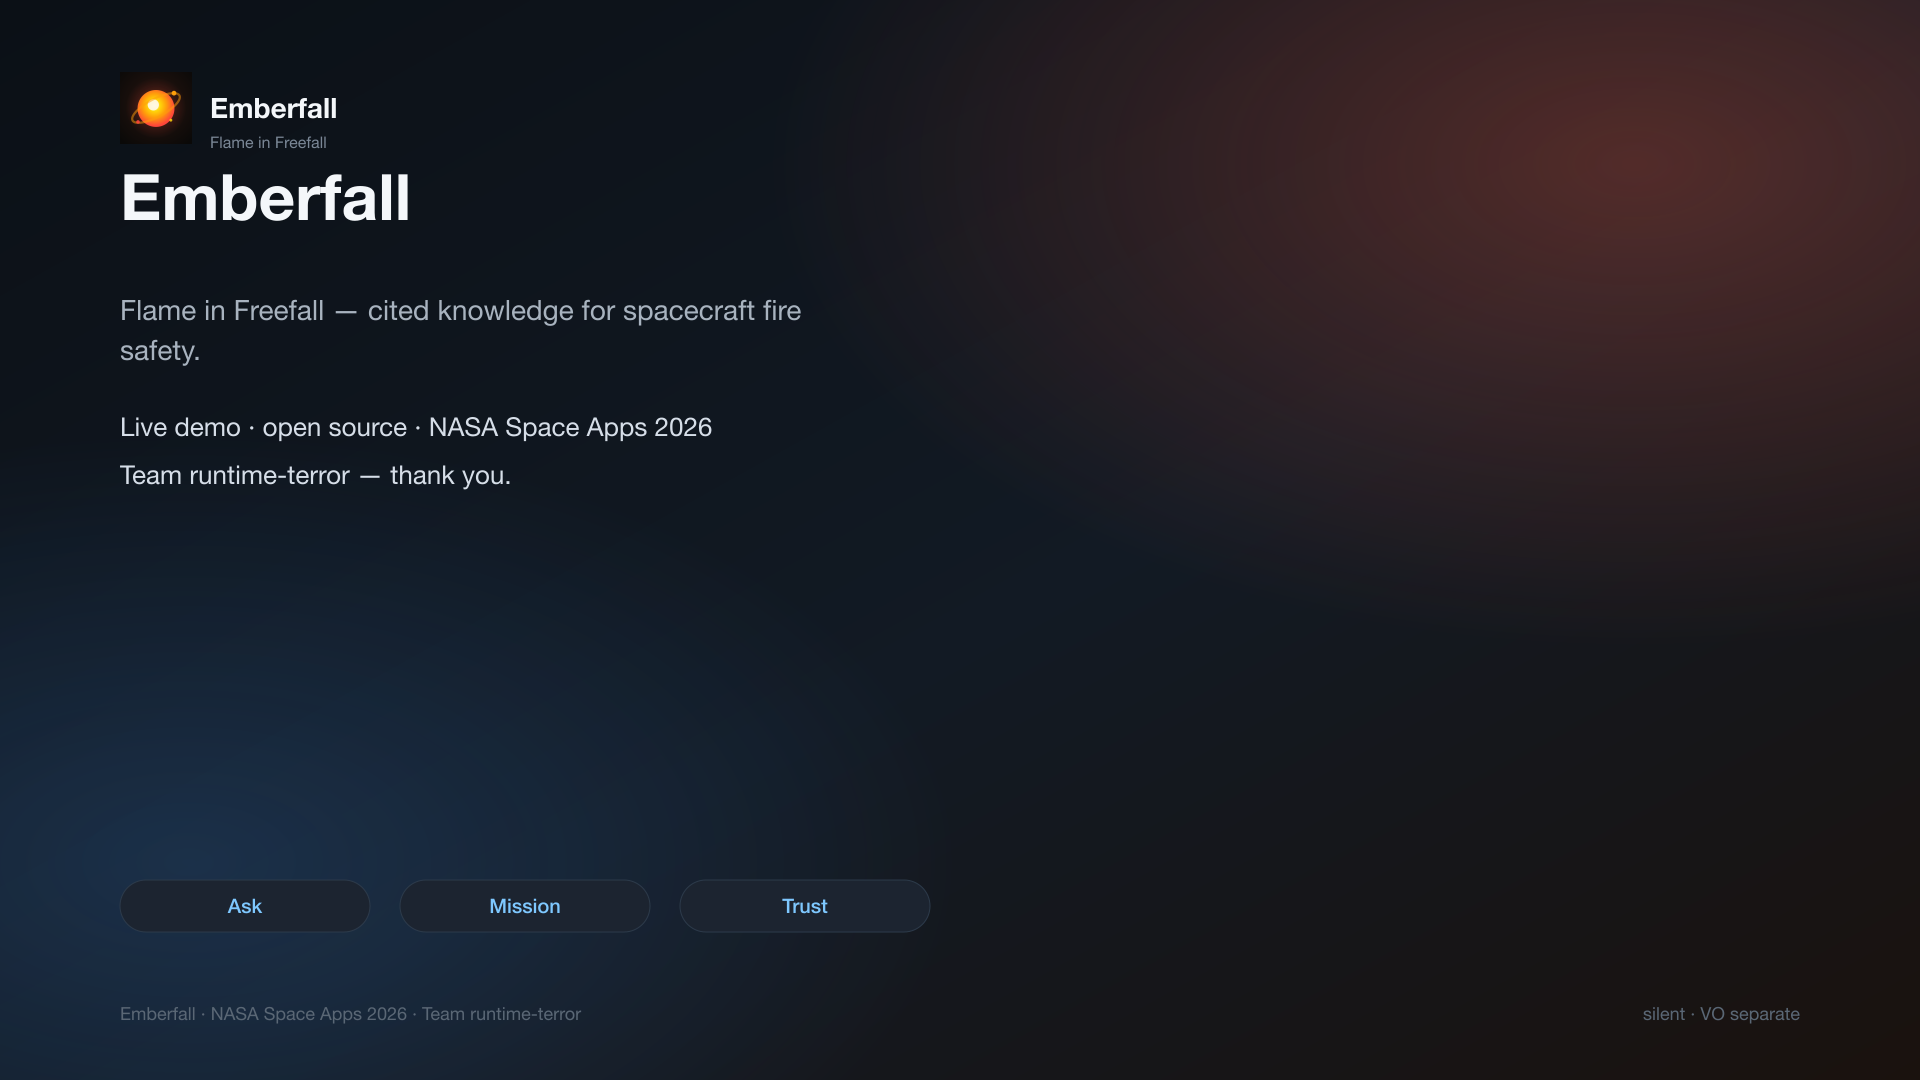 Emberfall
Flame in Freefall
Emberfall
Flame in Freefall — cited knowledge for spacecraft fire
safety.
Live demo · open source · NASA Space Apps 2026
Team runtime-terror — thank you.
Ask
Mission
Trust
Emberfall · NASA Space Apps 2026 · Team runtime-terror
silent · VO separate